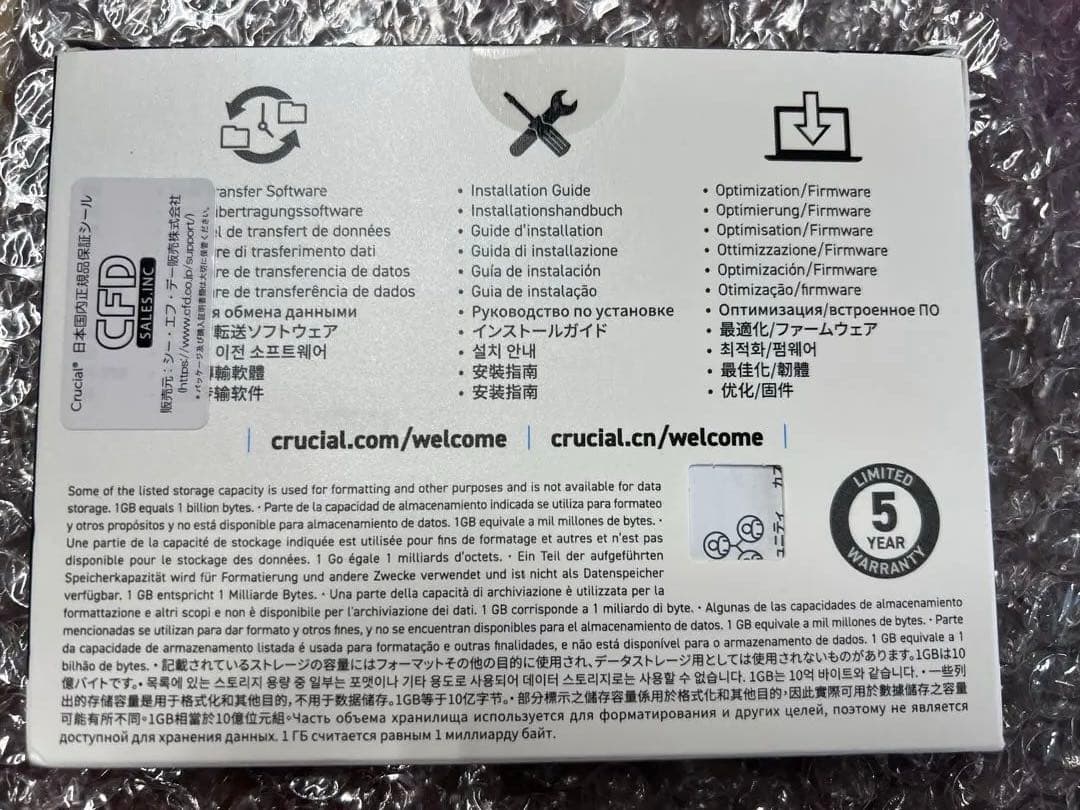 Crucial® 日本国内正規品保証シール
CFD
SALES.INC
販売元：シー・エフ・デー販売株式会社
(https://www.cfd.co.jp/support/)
*パッケージ及び購入証明書類は大切に保管ください。
ransfer Software
bertragungssoftware
l de transfert de données
re di trasferimento dati
re de transferencia de datos
re de transferência de dados
я обмена данными
転送ソフトウェア
이전 소프트웨어
輸軟體
输软件
• Installation Guide
• Installationshandbuch
• Guide d'installation
• Guida di installazione
• Guía de instalación
• Guia de instalação
• Руководство по установке
• インストールガイド
• 설치 안내
• 安裝指南
• 安装指南
• Optimization/Firmware
• Optimierung/Firmware
• Optimisation/Firmware
• Ottimizzazione/Firmware
• Optimización/Firmware
• Otimização/firmware
• Оптимизация/встроенное ПО
• 最適化/ファームウェア
• 최적화/펌웨어
• 最佳化/韌體
• 优化/固件
crucial.com/welcome | crucial.cn/welcome
Some of the listed storage capacity is used for formatting and other purposes and is not available for data
storage. 1GB equals 1 billion bytes. • Parte de la capacidad de almacenamiento indicada se utiliza para formateo
y otros propósitos y no está disponible para almacenamiento de datos. 1GB equivale a mil millones de bytes. •
Une partie de la capacité de stockage indiquée est utilisée pour fins de formatage et autres et n'est pas
disponible pour le stockage des données. 1 Go égale 1 milliards d'octets. • Ein Teil der aufgeführten
Speicherkapazität wird für Formatierung und andere Zwecke verwendet und ist nicht als Datenspeicher
verfügbar. 1 GB entspricht 1 Milliarde Bytes. • Una parte della capacità di archiviazione è utilizzata per la
formattazione e altri scopi e non è disponibile per l'archiviazione dei dati. 1 GB corrisponde a 1 miliardo di byte. • Algunas de las capacidades de almacenamiento
mencionadas se utilizan para dar formato y otros fines, y no se encuentran disponibles para el almacenamiento de datos. 1 GB equivale a mil millones de bytes. • Parte
da capacidade de armazenamento listada é usada para formatação e outras finalidades, e não está disponível para o armazenamento de dados. 1 GB equivale a 1
bilhão de bytes. • 記載されているストレージの容量にはフォーマットその他の目的に使用され、データストレージ用としては使用されないものがあります。1GBは10
億バイトです。• 목록에 있는 스토리지 용량 중 일부는 포맷이나 기타 용도로 사용되어 데이터 스토리지로는 사용할 수 없습니다. 1GB는 10억 바이트와 같습니다. • 一些列
出的存储容量是用于格式化和其他目的，不用于数据储存。1GB等于10亿字节。• 部分標示之儲存容量係用於格式化和其他目的，因此實際可用於數據儲存之容量
可能有所不同。1GB相當於10億位元組。Часть объема хранилища используется для форматирования и других целей, поэтому не является
доступной для хранения данных. 1 ГБ считается равным 1 миллиарду байт.
ユニティ
LIMITED
5
YEAR
WARRANTY